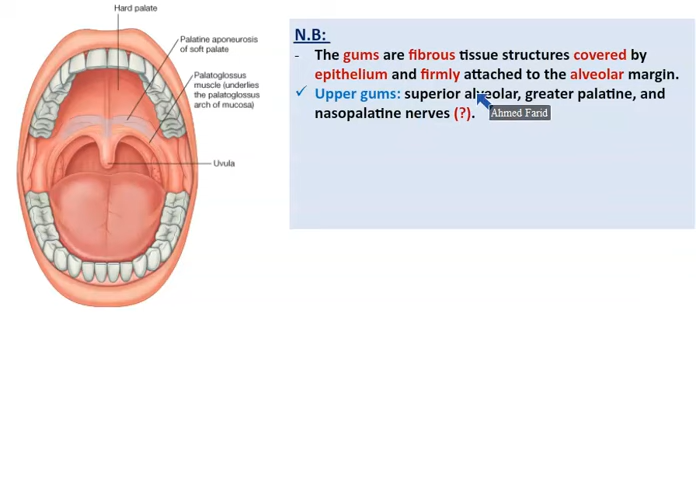 Hard palate
Palatine aponeurosis
of soft palate
Palatoglossus
muscle (underlies
the palatoglossus
arch of mucosa)
Uvula
N.B:
- The gums are fibrous tissue structures covered by
epithelium and firmly attached to the alveolar margin.
✓ Upper gums: superior alveolar, greater palatine, and
nasopalatine nerves (?).
Ahmed Farid